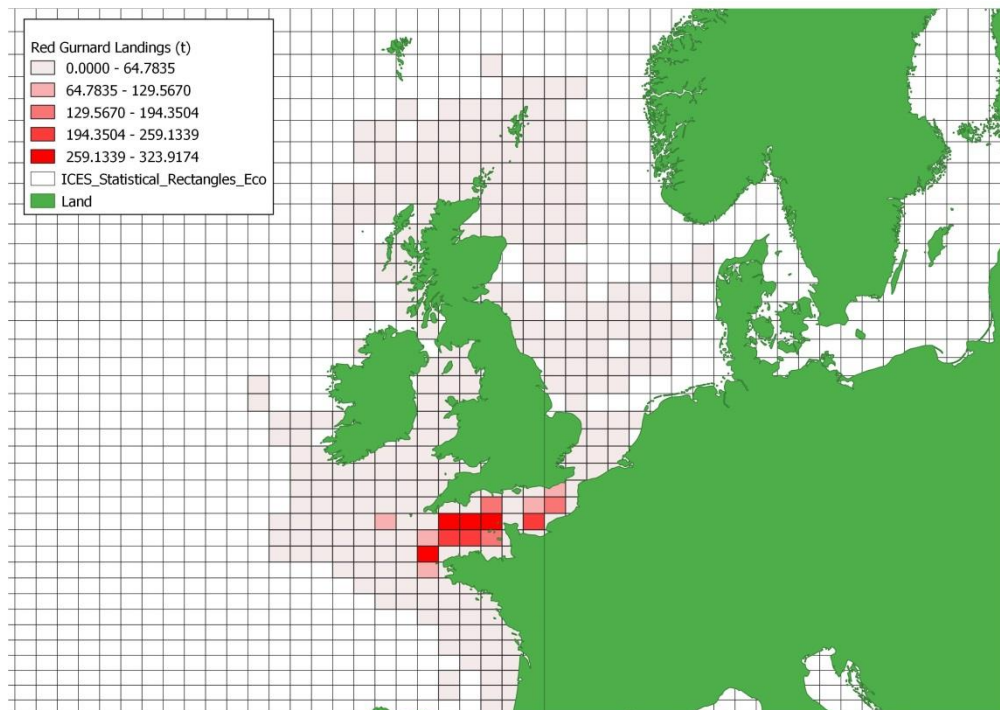 Red Gurnard Landings (t)
0.0000 - 64.7835
64.7835 - 129.5670
129.5670 - 194.3504
194.3504 - 259.1339
259.1339 - 323.9174
ICES_Statistical_Rectangles_Eco
Land